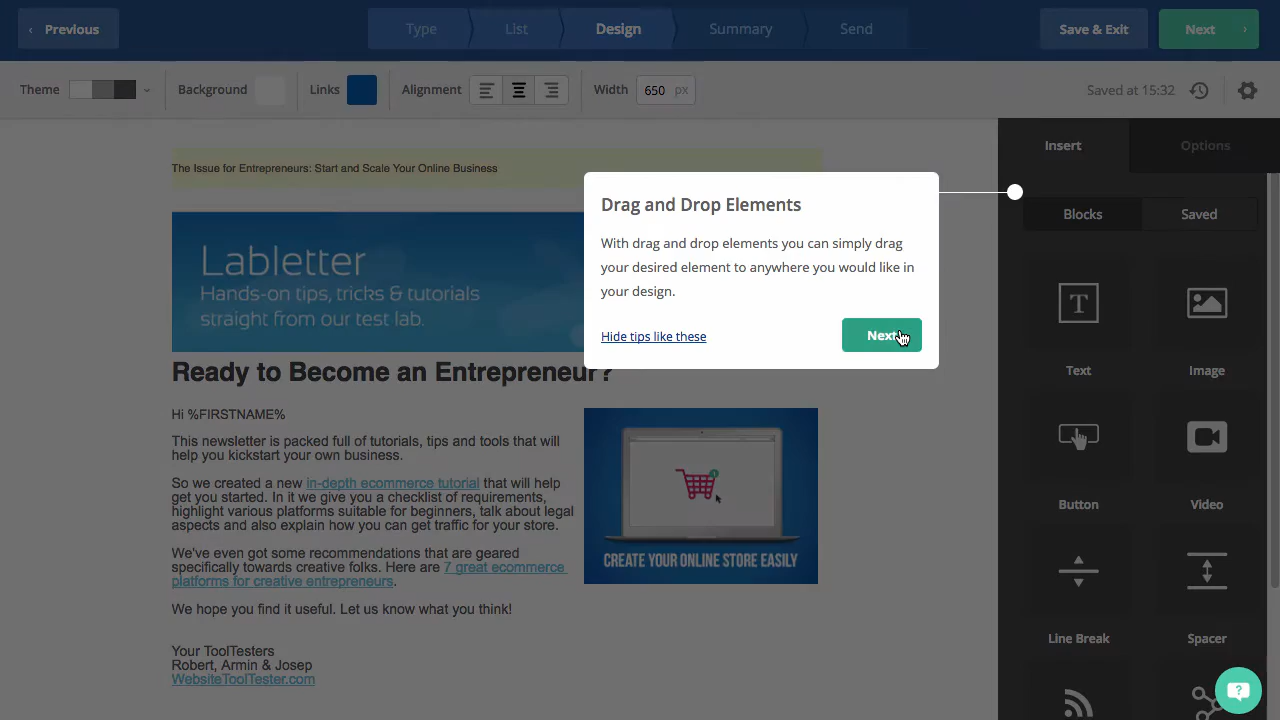 Previous
Type
List
Design
Summary
Send
Save & Exit
Next
Theme
Background
Links
Alignment
Width
650 px
Saved at 15:32
The Issue for Entrepreneurs: Start and Scale Your Online Business
Labletter
Hands-on tips, tricks & tutorials
straight from our test lab.
Ready to Become an Entrepreneur?
Hi %FIRSTNAME%
This newsletter is packed full of tutorials, tips and tools that will
help you kickstart your own business.
So we created a new in-depth ecommerce tutorial that will help
get you started. In it we give you a checklist of requirements,
highlight various platforms suitable for beginners, talk about legal
aspects and also explain how you can get traffic for your store.
We've even got some recommendations that are geared
specifically towards creative folks. Here are 7 great ecommerce
platforms for creative entrepreneurs.
We hope you find it useful. Let us know what you think!
Your ToolTesters
Robert, Armin & Josep
WebsiteToolTester.com
CREATE YOUR ONLINE STORE EASILY
Drag and Drop Elements
With drag and drop elements you can simply drag
your desired element to anywhere you would like in
your design.
Hide tips like these
Next
Insert
Options
Blocks
Saved
T
Text
Image
Button
Video
Line Break
Spacer